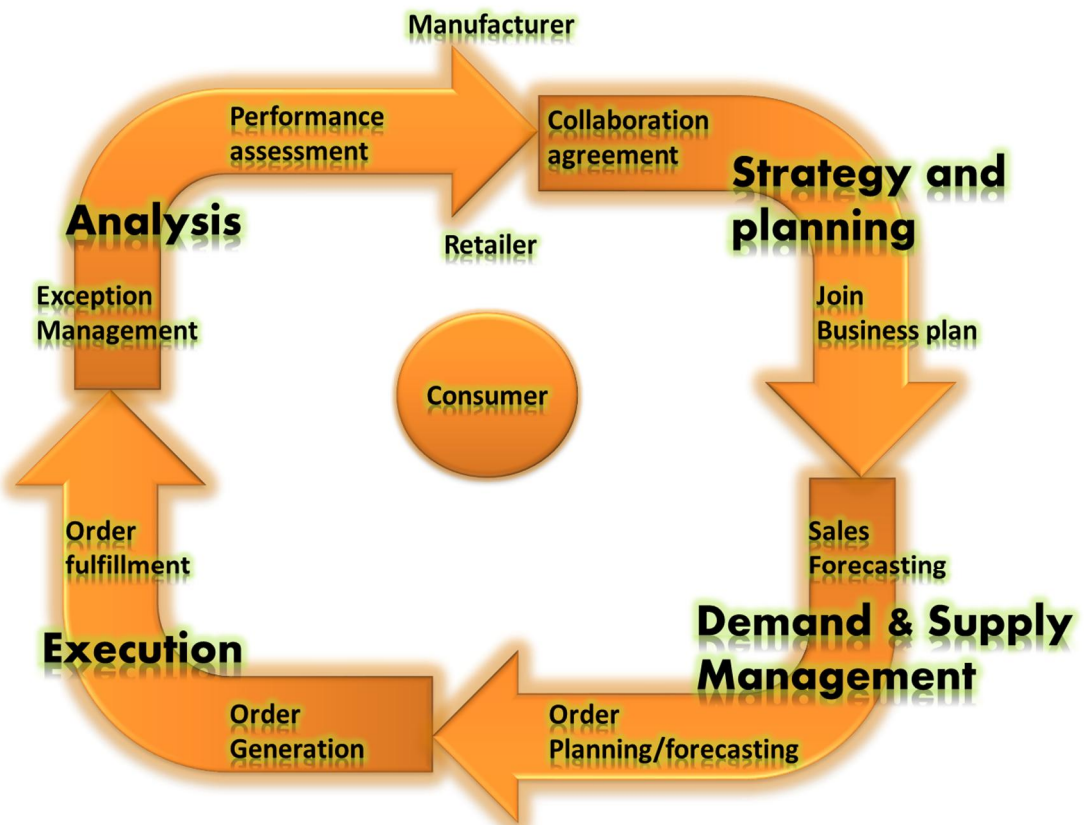 Manufacturer
Performance
assessment
Collaboration
agreement
Strategy and
planning
Analysis
Retailer
Exception
Management
Join
Business plan
Consumer
Order
fulfillment
Sales
Forecasting
Execution
Demand & Supply
Management
Order
Generation
Order
Planning/forecasting